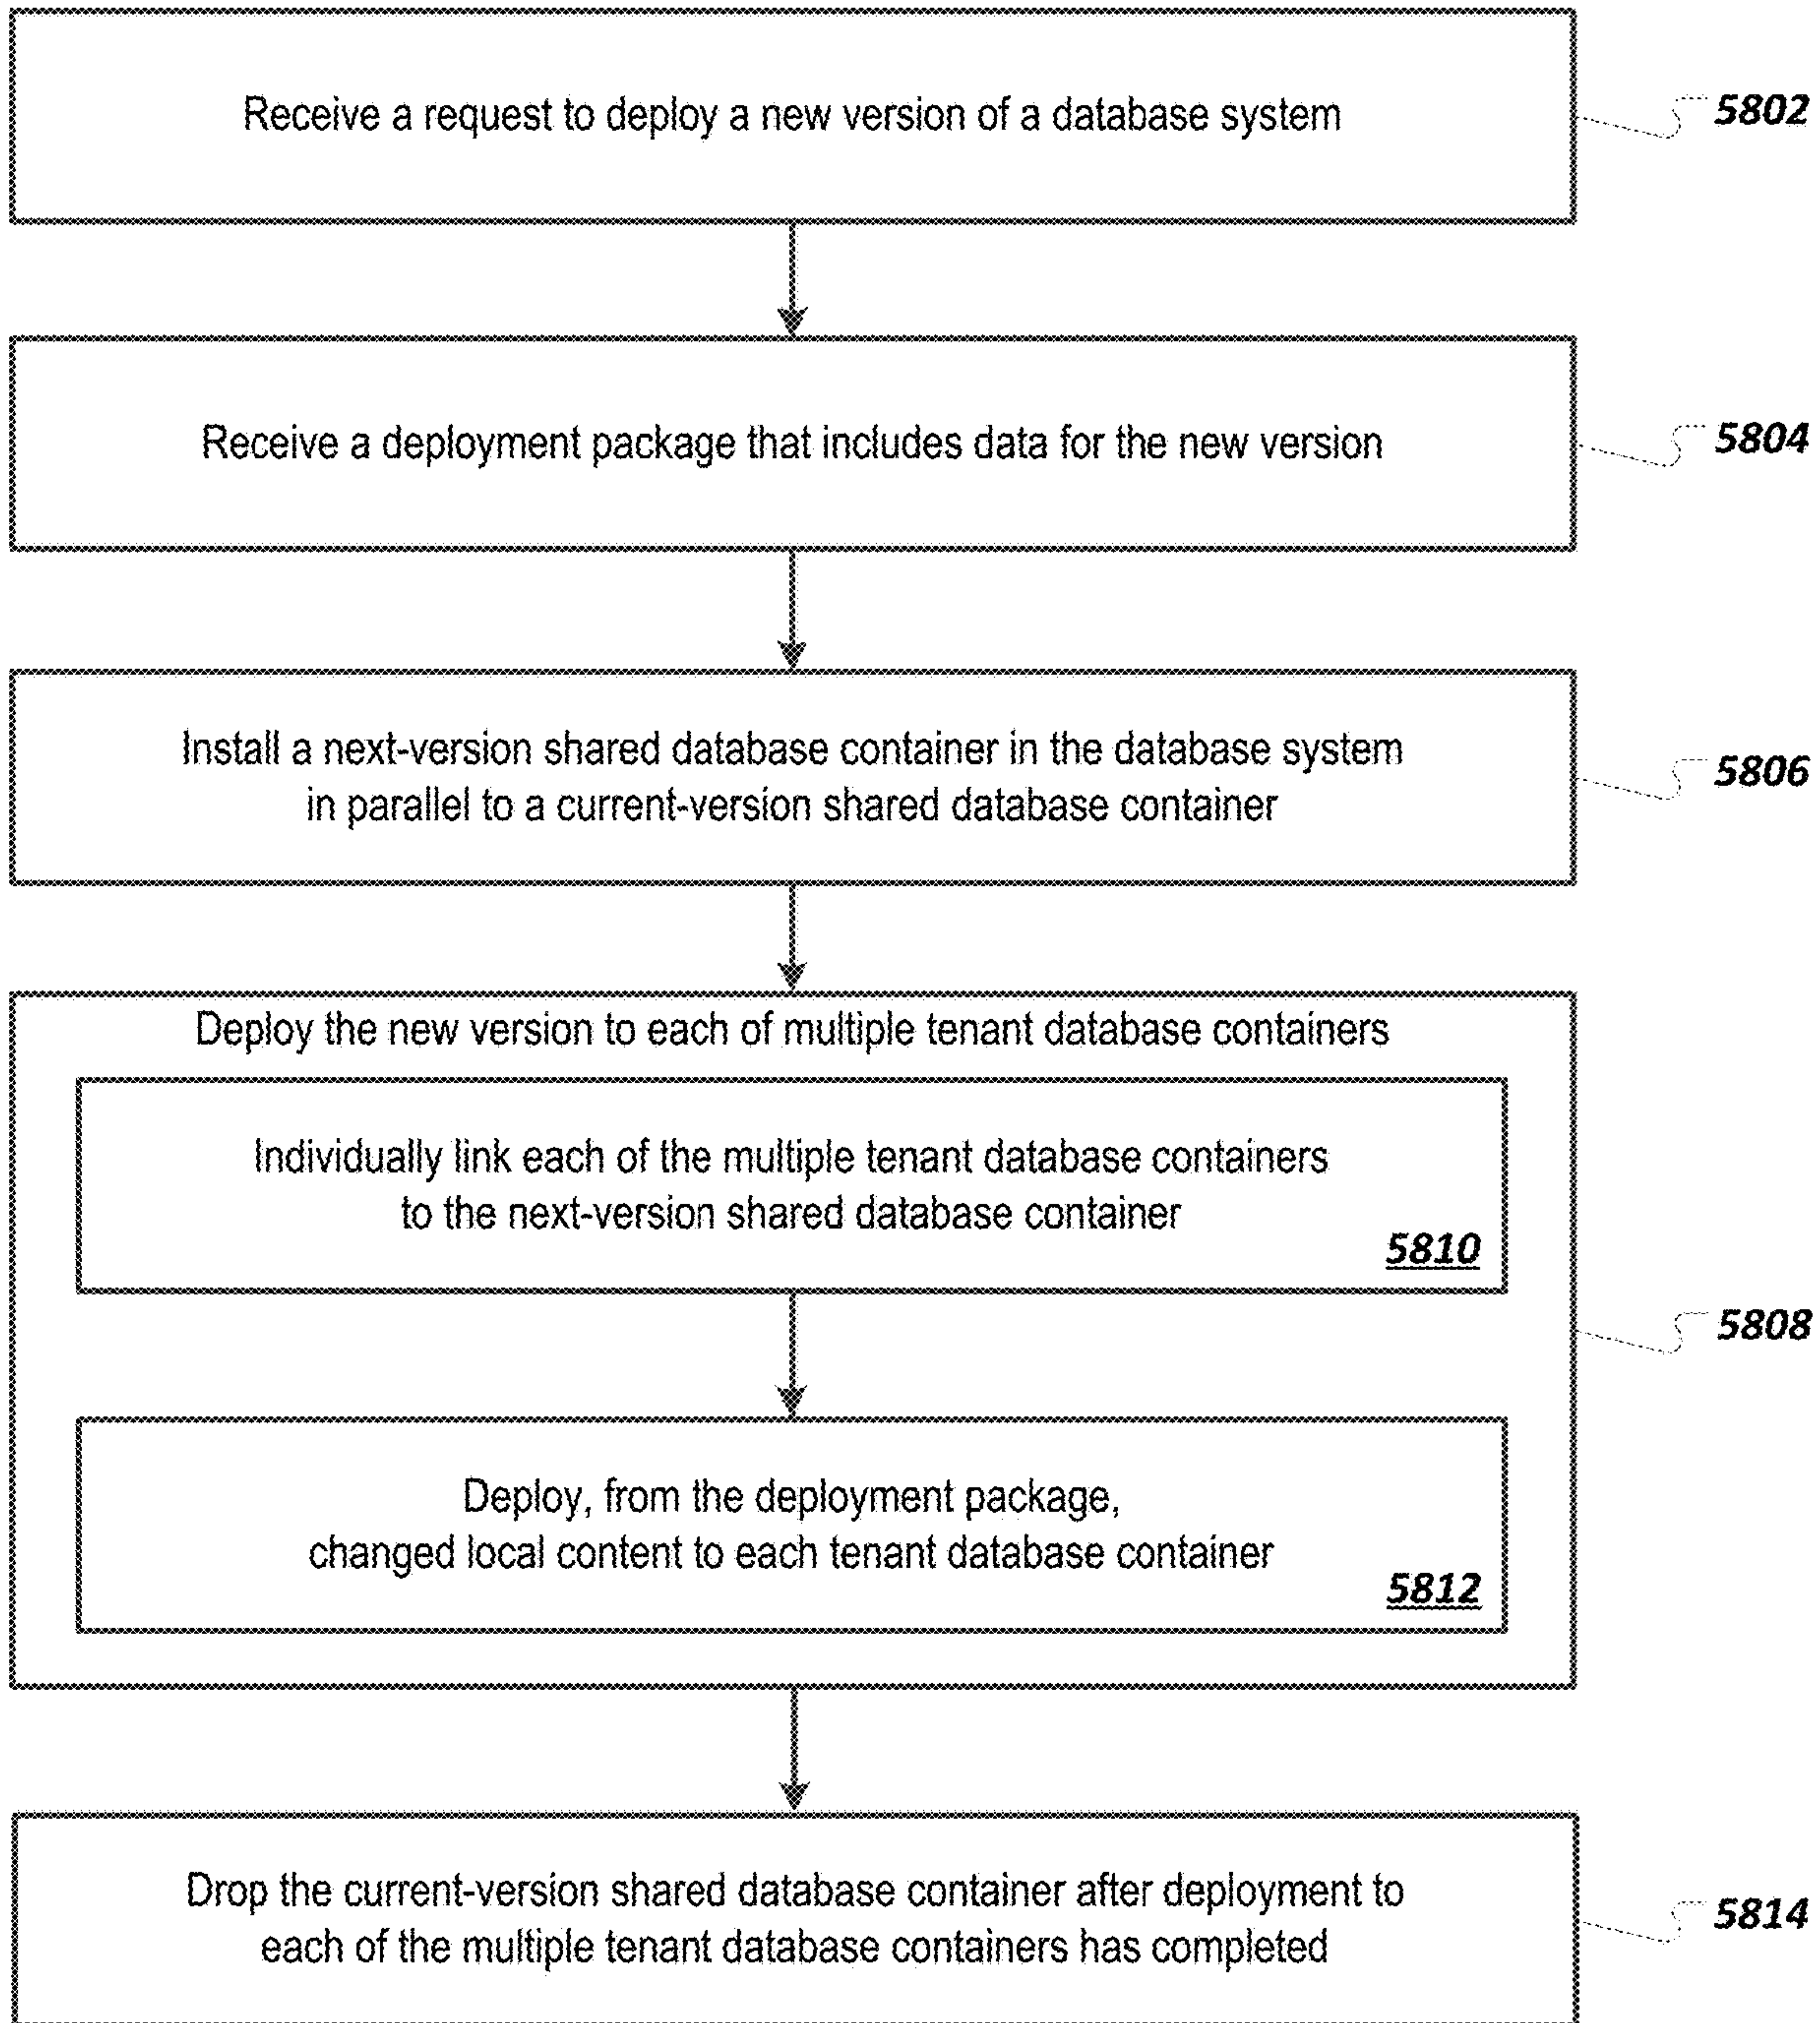 Receive a request to deploy a new version of a database system
5802
Receive a deployment package that includes data for the new version
5804
Install a next-version shared database container in the database system
in parallel to a current-version shared database container
5806
Deploy the new version to each of multiple tenant database containers
Individually link each of the multiple tenant database containers
to the next-version shared database container
5810
5808
Deploy, from the deployment package,
changed local content to each tenant database container
5812
Drop the current-version shared database container after deployment to
each of the multiple tenant database containers has completed
5814